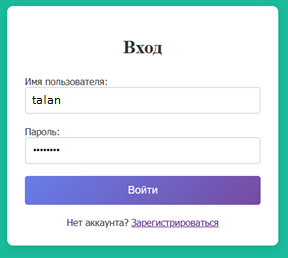 Вход
Имя пользователя:
talan
Пароль:
••••••••
Войти
Нет аккаунта? Зарегистрироваться